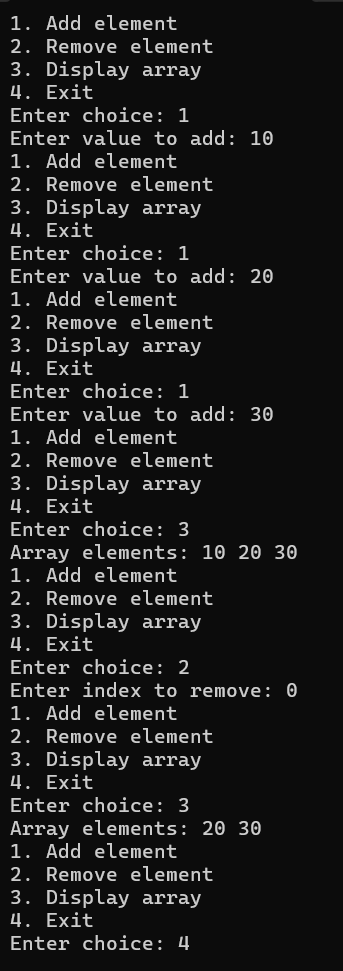 1. Add element
2. Remove element
3. Display array
4. Exit
Enter choice: 1
Enter value to add: 10
1. Add element
2. Remove element
3. Display array
4. Exit
Enter choice: 1
Enter value to add: 20
1. Add element
2. Remove element
3. Display array
4. Exit
Enter choice: 1
Enter value to add: 30
1. Add element
2. Remove element
3. Display array
4. Exit
Enter choice: 3
Array elements: 10 20 30
1. Add element
2. Remove element
3. Display array
4. Exit
Enter choice: 2
Enter index to remove: 0
1. Add element
2. Remove element
3. Display array
4. Exit
Enter choice: 3
Array elements: 20 30
1. Add element
2. Remove element
3. Display array
4. Exit
Enter choice: 4